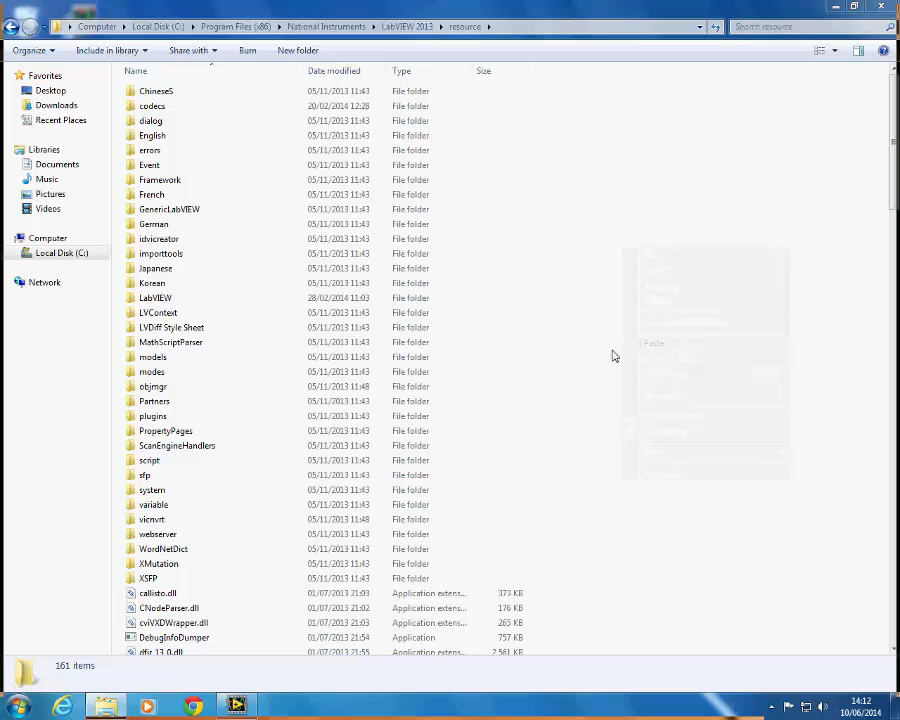 Computer Local Disk (C:) Program Files (x86) National Instruments LabVIEW 2013 resource Search resource
Organize Include in library Share with Burn New folder
Name Date modified Type Size
Favorites
Desktop
Downloads
Recent Places
Libraries
Documents
Music
Pictures
Videos
Computer
Local Disk (C:)
Network
ChineseS 05/11/2013 11:43 File folder
codecs 20/02/2014 12:28 File folder
dialog 05/11/2013 11:43 File folder
English 05/11/2013 11:43 File folder
errors 05/11/2013 11:43 File folder
Event 05/11/2013 11:43 File folder
Framework 05/11/2013 11:43 File folder
French 05/11/2013 11:43 File folder
GenericLabVIEW 05/11/2013 11:43 File folder
German 05/11/2013 11:43 File folder
idvicreator 05/11/2013 11:43 File folder
importtools 05/11/2013 11:43 File folder
Japanese 05/11/2013 11:43 File folder
Korean 05/11/2013 11:43 File folder
LabVIEW 28/02/2014 11:03 File folder
LVContext 05/11/2013 11:43 File folder
LVDiff Style Sheet 05/11/2013 11:43 File folder
MathScriptParser 05/11/2013 11:43 File folder
models 05/11/2013 11:43 File folder
modes 05/11/2013 11:43 File folder
objmgr 05/11/2013 11:48 File folder
Partners 05/11/2013 11:43 File folder
plugins 05/11/2013 11:43 File folder
PropertyPages 05/11/2013 11:43 File folder
ScanEngineHandlers 05/11/2013 11:43 File folder
script 05/11/2013 11:43 File folder
sfp 05/11/2013 11:43 File folder
system 05/11/2013 11:43 File folder
variable 05/11/2013 11:43 File folder
vicnvrt 05/11/2013 11:48 File folder
webserver 05/11/2013 11:43 File folder
WordNetDict 05/11/2013 11:43 File folder
XMutation 05/11/2013 11:43 File folder
XSFP 05/11/2013 11:43 File folder
callisto.dll 01/07/2013 21:03 Application extens... 373 KB
CNodeParser.dll 01/07/2013 21:02 Application extens... 176 KB
cviVXDWrapper.dll 01/07/2013 21:03 Application extens... 265 KB
DebugInfoDumper 01/07/2013 21:54 Application 757 KB
dfir_13_0.dll 01/07/2013 21:55 Application extens... 2 561 KB
Paste
161 items
14:12
10/06/2014